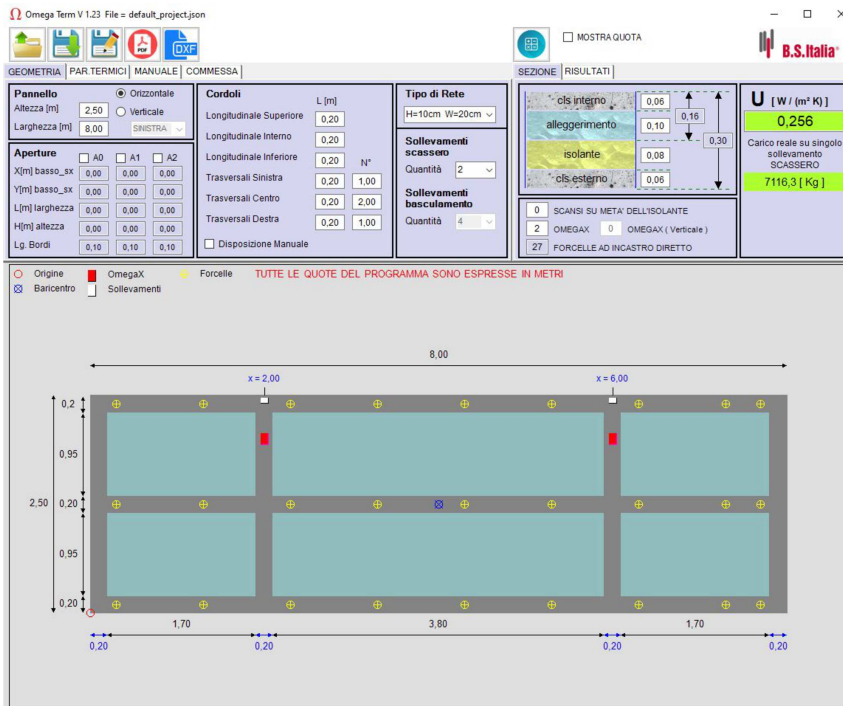 Omega Term V 1.23 File = default_project.json
PDF
DXF
MOSTRA QUOTA
B.S.Italia
GEOMETRIA PAR.TERMICI MANUALE COMMESSA
SEZIONE RISULTATI
Pannello
Orizzontale
Altezza [m] 2,50
Verticale
Larghezza [m] 8,00
SINISTRA
Aperture A0 A1 A2
X[m] basso_sx 0,00 0,00 0,00
Y[m] basso_sx 0,00 0,00 0,00
L[m] larghezza 0,00 0,00 0,00
H[m] altezza 0,00 0,00 0,00
Lg. Bordi 0,10 0,10 0,10
Cordoli
L [m]
Longitudinale Superiore 0,20
Longitudinale Interno 0,20
Longitudinale Inferiore 0,20
N°
Trasversali Sinistra 0,20 1,00
Trasversali Centro 0,20 2,00
Trasversali Destra 0,20 1,00
Disposizione Manuale
Tipo di Rete
H=10cm W=20cm
Sollevamenti
scassero
Quantità 2
Sollevamenti
basculamento
Quantità 4
cls interno 0,06
alleggerimento 0,10
0,16
isolante 0,08
0,30
cls esterno 0,06
0 SCANSI SU META' DELL'ISOLANTE
2 OMEGAX 0 OMEGAX ( Verticale )
27 FORCELLE AD INCASTRO DIRETTO
U [ W / (m² K) ]
0,256
Carico reale su singolo
sollevamento
SCASSERO
7116,3 [ Kg ]
Origine OmegaX Forcelle TUTTE LE QUOTE DEL PROGRAMMA SONO ESPRESSE IN METRI
Baricentro Sollevamenti
8,00
x = 2,00 x = 6,00
0,2
0,95
2,50 0,20
0,95
0,20
1,70 3,80 1,70
0,20 0,20 0,20 0,20